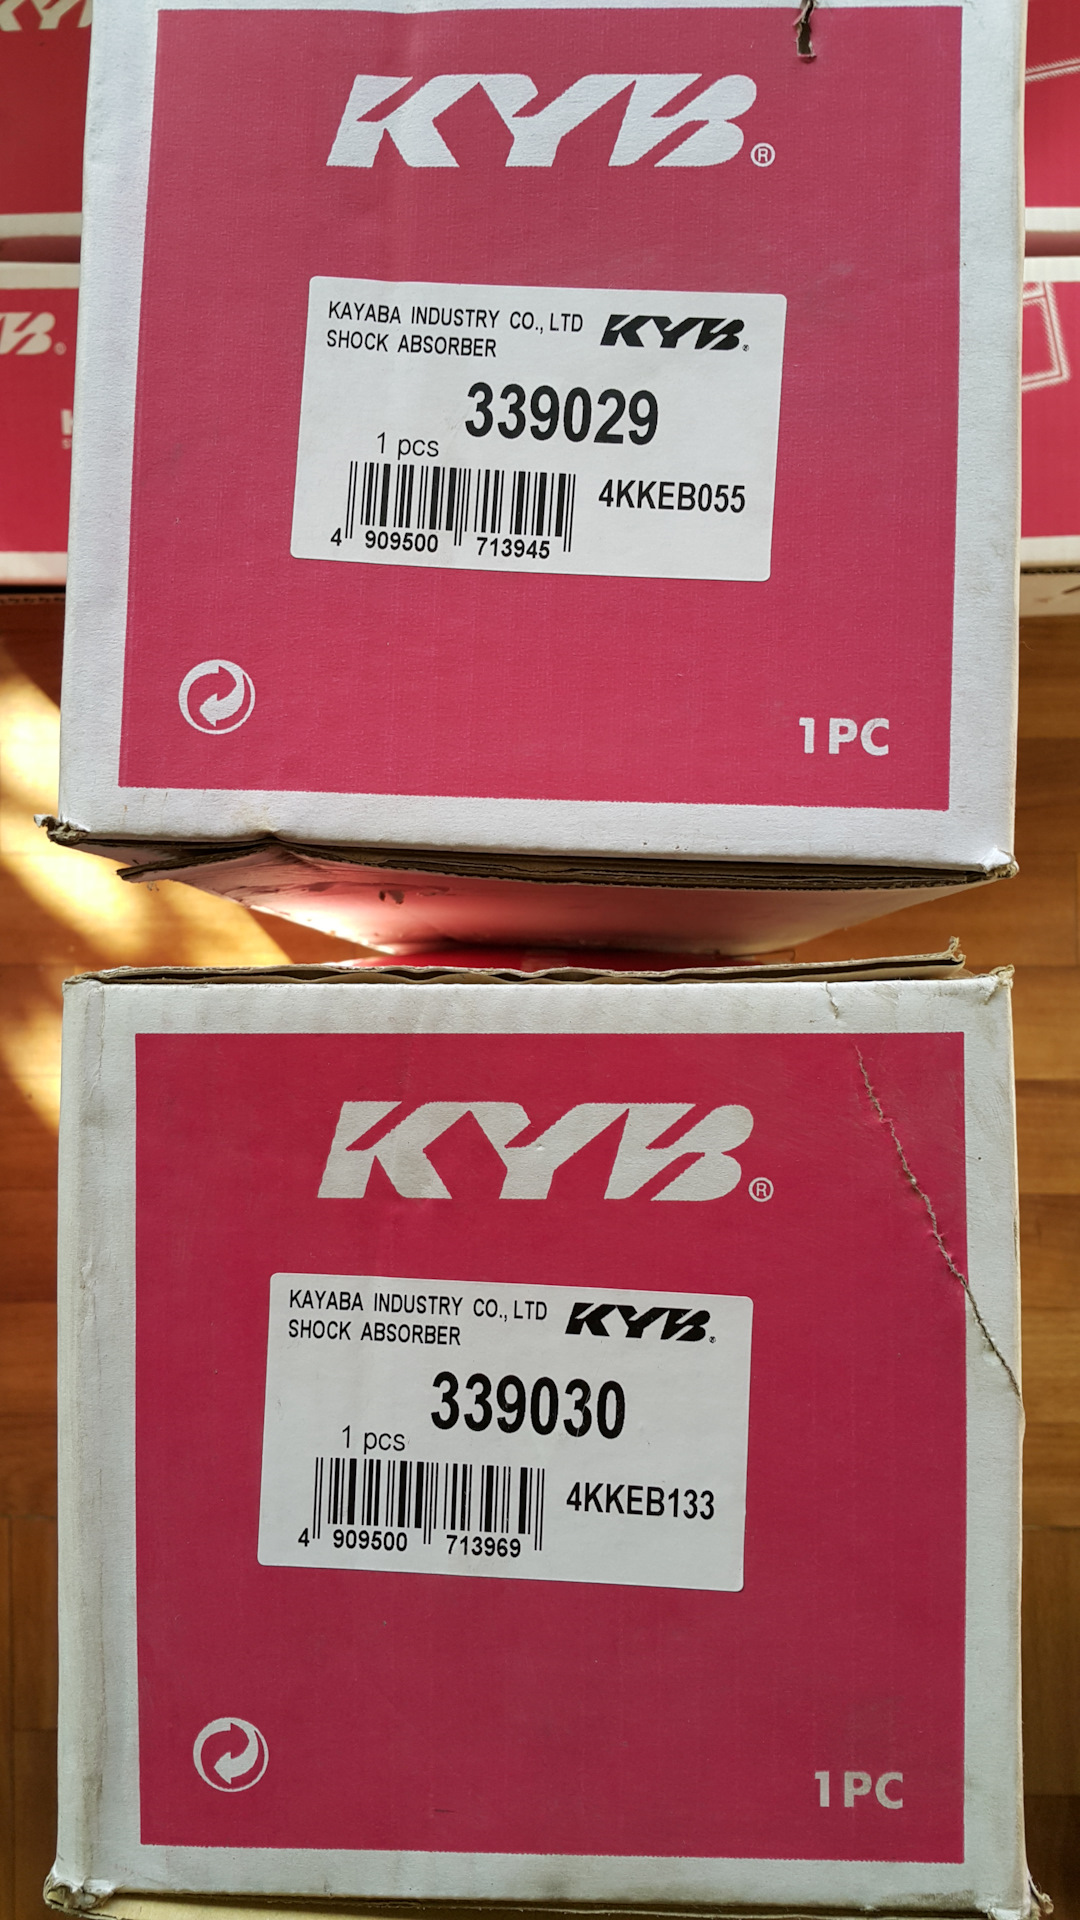 KYB®
KAYABA INDUSTRY CO., LTD KYB®
SHOCK ABSORBER
339029
1 pcs
4KKEB055
4 909500 713945
1PC
KYB®
KAYABA INDUSTRY CO., LTD KYB®
SHOCK ABSORBER
339030
1 pcs
4KKEB133
4 909500 713969
1PC